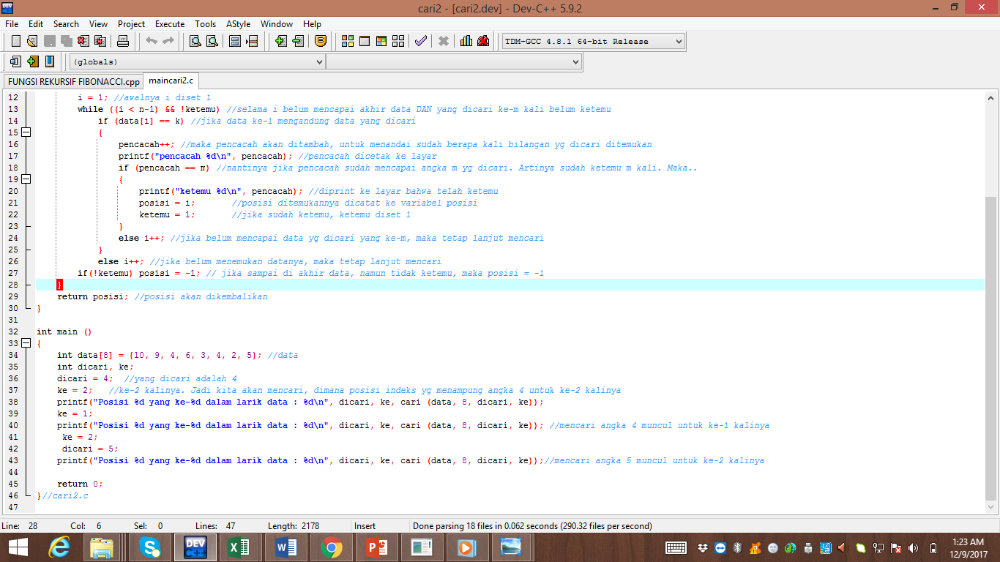 cari2 - [cari2.dev] - Dev-C++ 5.9.2
File Edit Search View Project Execute Tools AStyle Window Help
TDM-GCC 4.8.1 64-bit Release
(globals)
FUNGSI REKURSIF FIBONACCI.cpp maincari2.c
12 i = 1; //awalnya i diset 1
13 while ((i < n-1) && !ketemu) //selama i belum mencapai akhir data DAN yang dicari ke-m kali belum ketemu
14 if (data[i] == k) //jika data ke-1 mengandung data yang dicari
15 {
16 pencacah++; //maka pencacah akan ditambah, untuk menandai sudah berapa kali bilangan yg dicari ditemukan
17 printf("pencacah %d\n", pencacah); //pencacah dicetak ke layar
18 if (pencacah == m) //nantinya jika pencacah sudah mencapai angka m yg dicari. Artinya sudah ketemu m kali. Maka..
19 {
20 printf("ketemu %d\n", pencacah); //diprint ke layar bahwa telah ketemu
21 posisi = i; //posisi ditemukannya dicatat ke variabel posisi
22 ketemu = 1; //jika sudah ketemu, ketemu diset 1
23 }
24 else i++; //jika belum mencapai data yg dicari yang ke-m, maka tetap lanjut mencari
25 }
26 else i++; //jika belum menemukan datanya, maka tetap lanjut mencari
27 if(!ketemu) posisi = -1; // jika sampai di akhir data, namun tidak ketemu, maka posisi = -1
28 }
29 return posisi; //posisi akan dikembalikan
30 }
31
32 int main ()
33 {
34 int data[8] = {10, 9, 4, 6, 3, 4, 2, 5}; //data
35 int dicari, ke;
36 dicari = 4; //yang dicari adalah 4
37 ke = 2; //ke-2 kalinya. Jadi kita akan mencari, dimana posisi indeks yg menampung angka 4 untuk ke-2 kalinya
38 printf("Posisi %d yang ke-%d dalam larik data : %d\n", dicari, ke, cari (data, 8, dicari, ke));
39 ke = 1;
40 printf("Posisi %d yang ke-%d dalam larik data : %d\n", dicari, ke, cari (data, 8, dicari, ke)); //mencari angka 4 muncul untuk ke-1 kalinya
41 ke = 2;
42 dicari = 5;
43 printf("Posisi %d yang ke-%d dalam larik data : %d\n", dicari, ke, cari (data, 8, dicari, ke));//mencari angka 5 muncul untuk ke-2 kalinya
44
45 return 0;
46 }//cari2.c
47
Line: 28 Col: 6 Sel: 0 Lines: 47 Length: 2178 Insert Done parsing 18 files in 0.062 seconds (290.32 files per second)
1:23 AM
12/9/2017